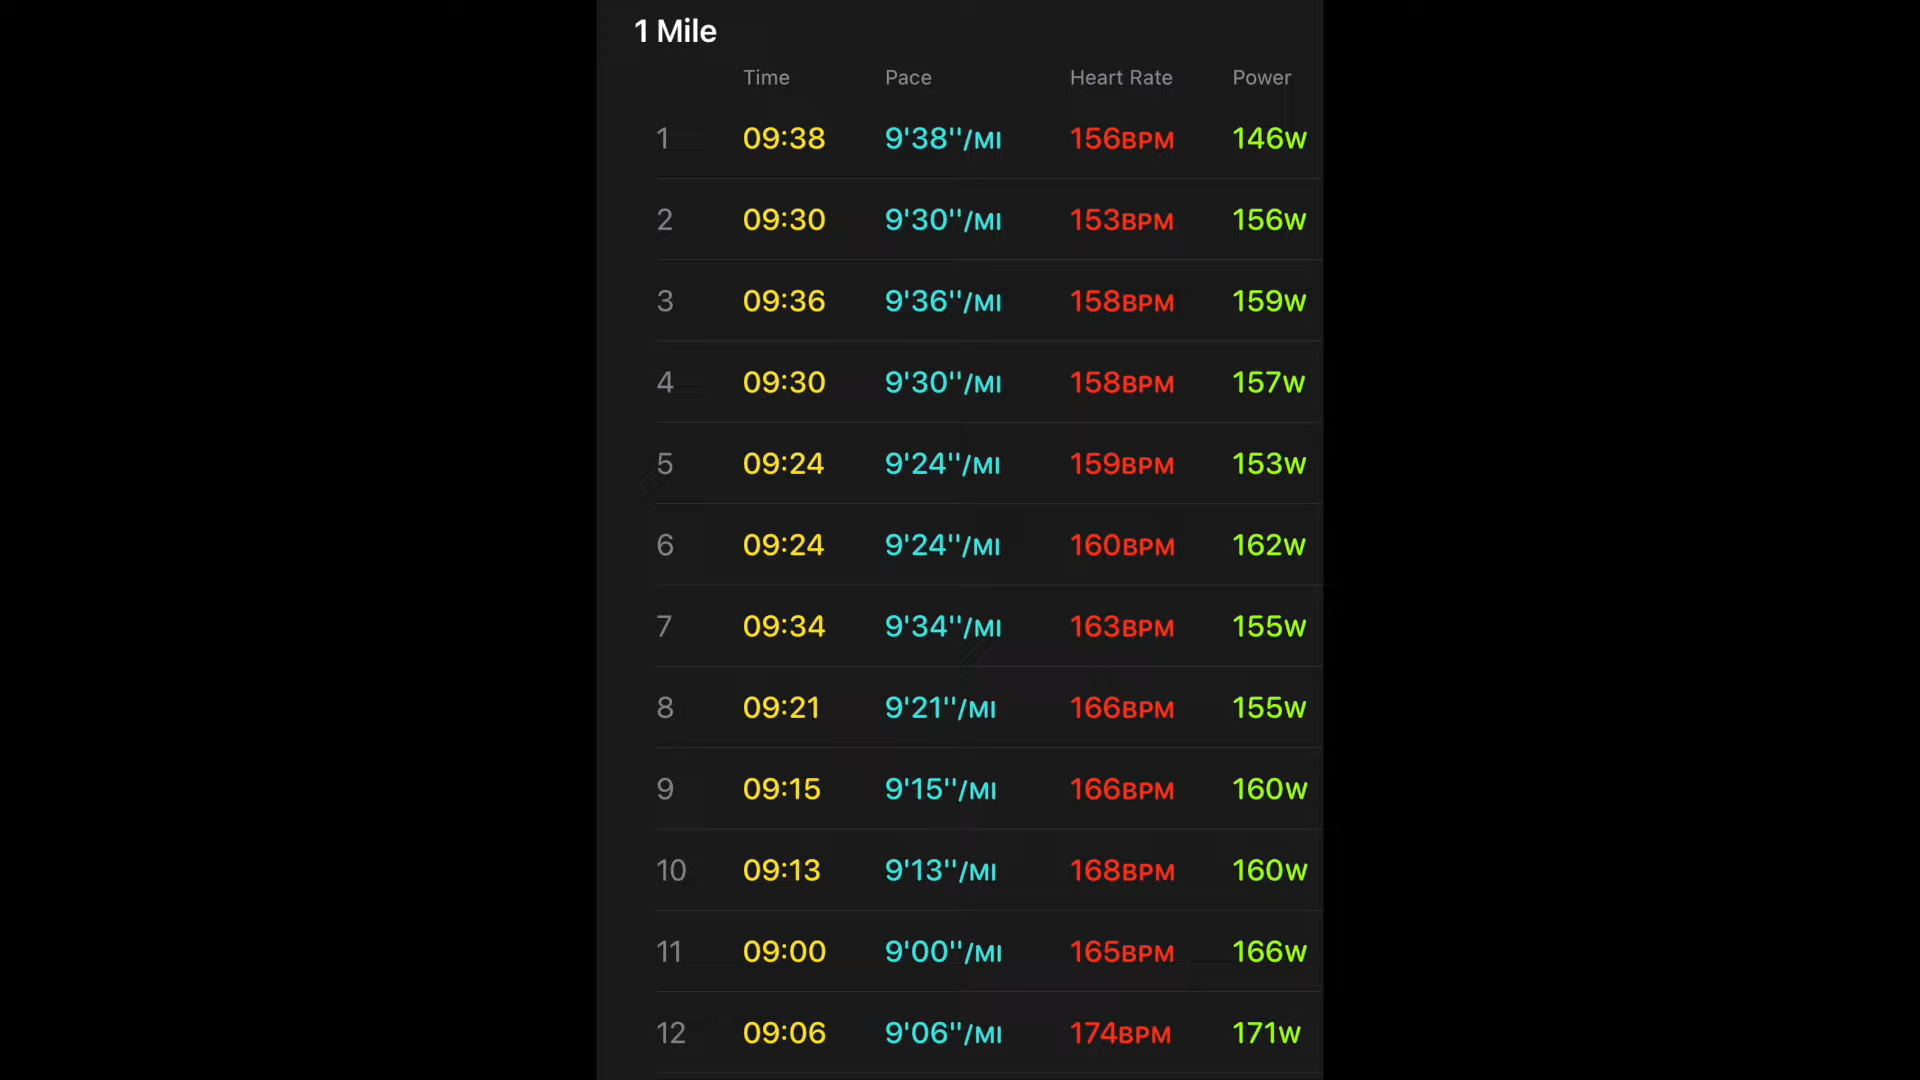 1 Mile
Time Pace Heart Rate Power
1 09:38 9'38''/MI 156BPM 146W
2 09:30 9'30''/MI 153BPM 156W
3 09:36 9'36''/MI 158BPM 159W
4 09:30 9'30''/MI 158BPM 157W
5 09:24 9'24''/MI 159BPM 153W
6 09:24 9'24''/MI 160BPM 162W
7 09:34 9'34''/MI 163BPM 155W
8 09:21 9'21''/MI 166BPM 155W
9 09:15 9'15''/MI 166BPM 160W
10 09:13 9'13''/MI 168BPM 160W
11 09:00 9'00''/MI 165BPM 166W
12 09:06 9'06''/MI 174BPM 171W